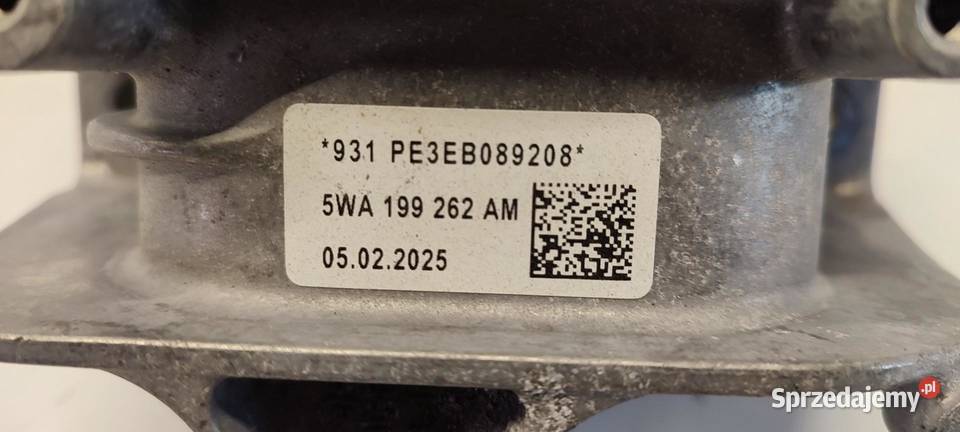 *931 PE3EB089208*
5WA 199 262 AM
05.02.2025
Sprzedajemy.pl